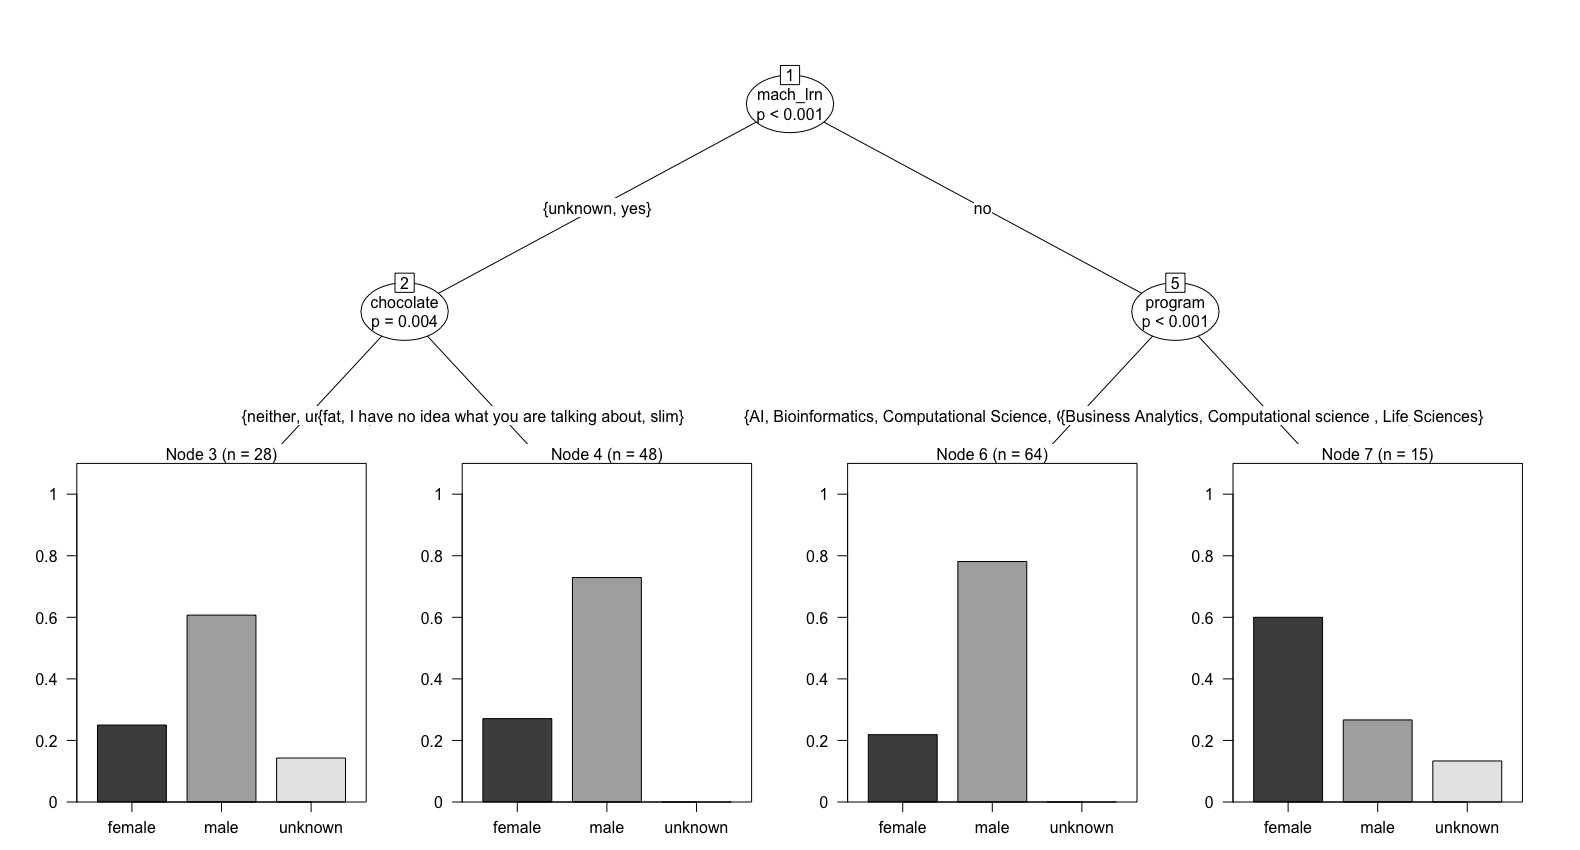 1
mach_lrn
p < 0.001
{unknown, yes}
no
2
chocolate
p = 0.004
5
program
p < 0.001
{neither, {fat, I have no idea what you are talking about, slim}
{AI, Bioinformatics, Computational Science, {Business Analytics, Computational science , Life Sciences}
Node 3 (n = 28)
Node 4 (n = 48)
Node 6 (n = 64)
Node 7 (n = 15)
1
0.8
0.6
0.4
0.2
0
female male unknown
1
0.8
0.6
0.4
0.2
0
female male unknown
1
0.8
0.6
0.4
0.2
0
female male unknown
1
0.8
0.6
0.4
0.2
0
female male unknown